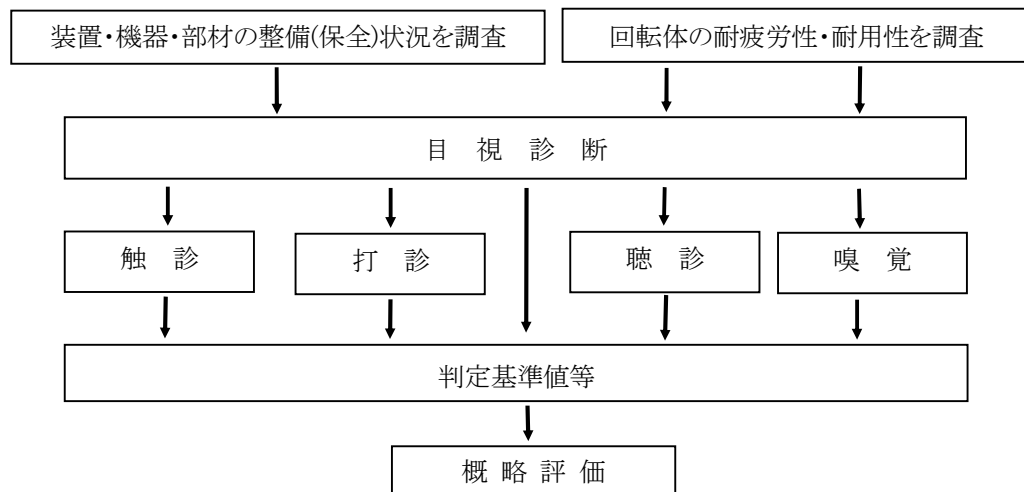 装置・機器・部材の整備(保全)状況を調査
回転体の耐疲労性・耐用性を調査
目 視 診 断
触 診
打 診
聴 診
嗅 覚
判定基準値等
概 略 評 価